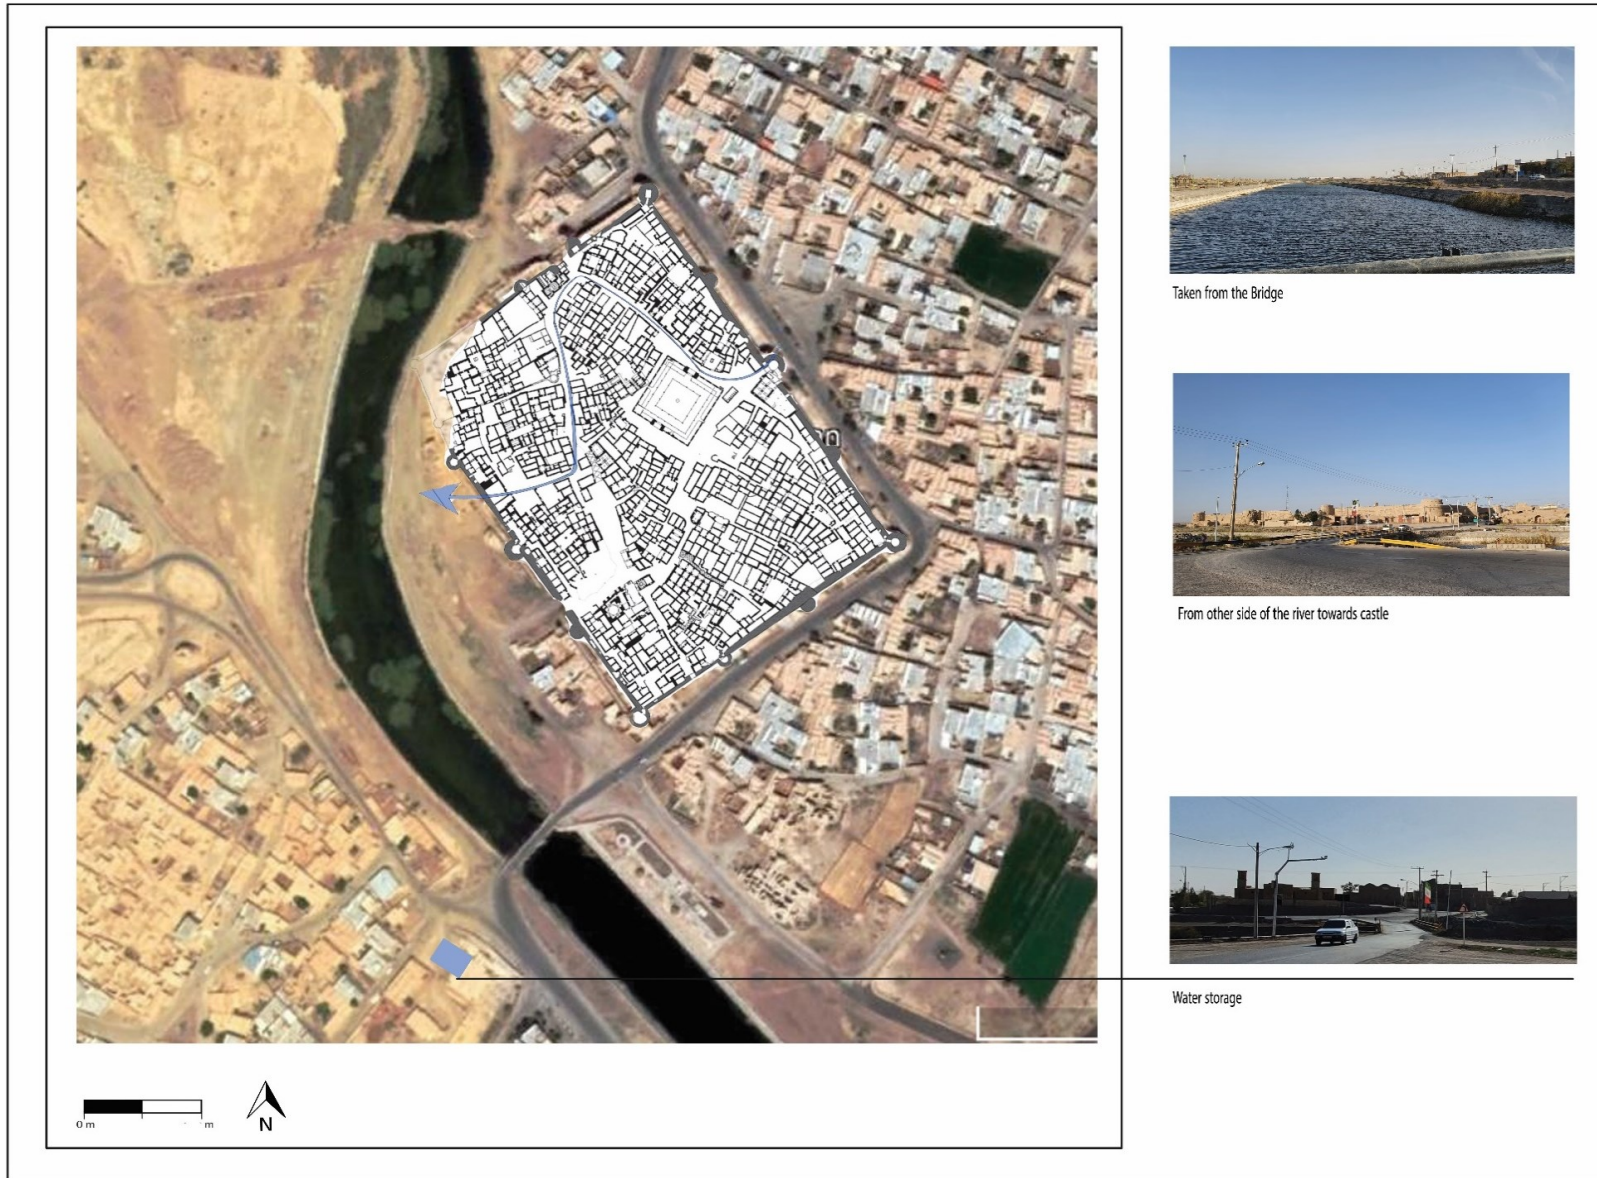 Taken from the Bridge
From other side of the river towards castle
Water storage
0 m
m
N